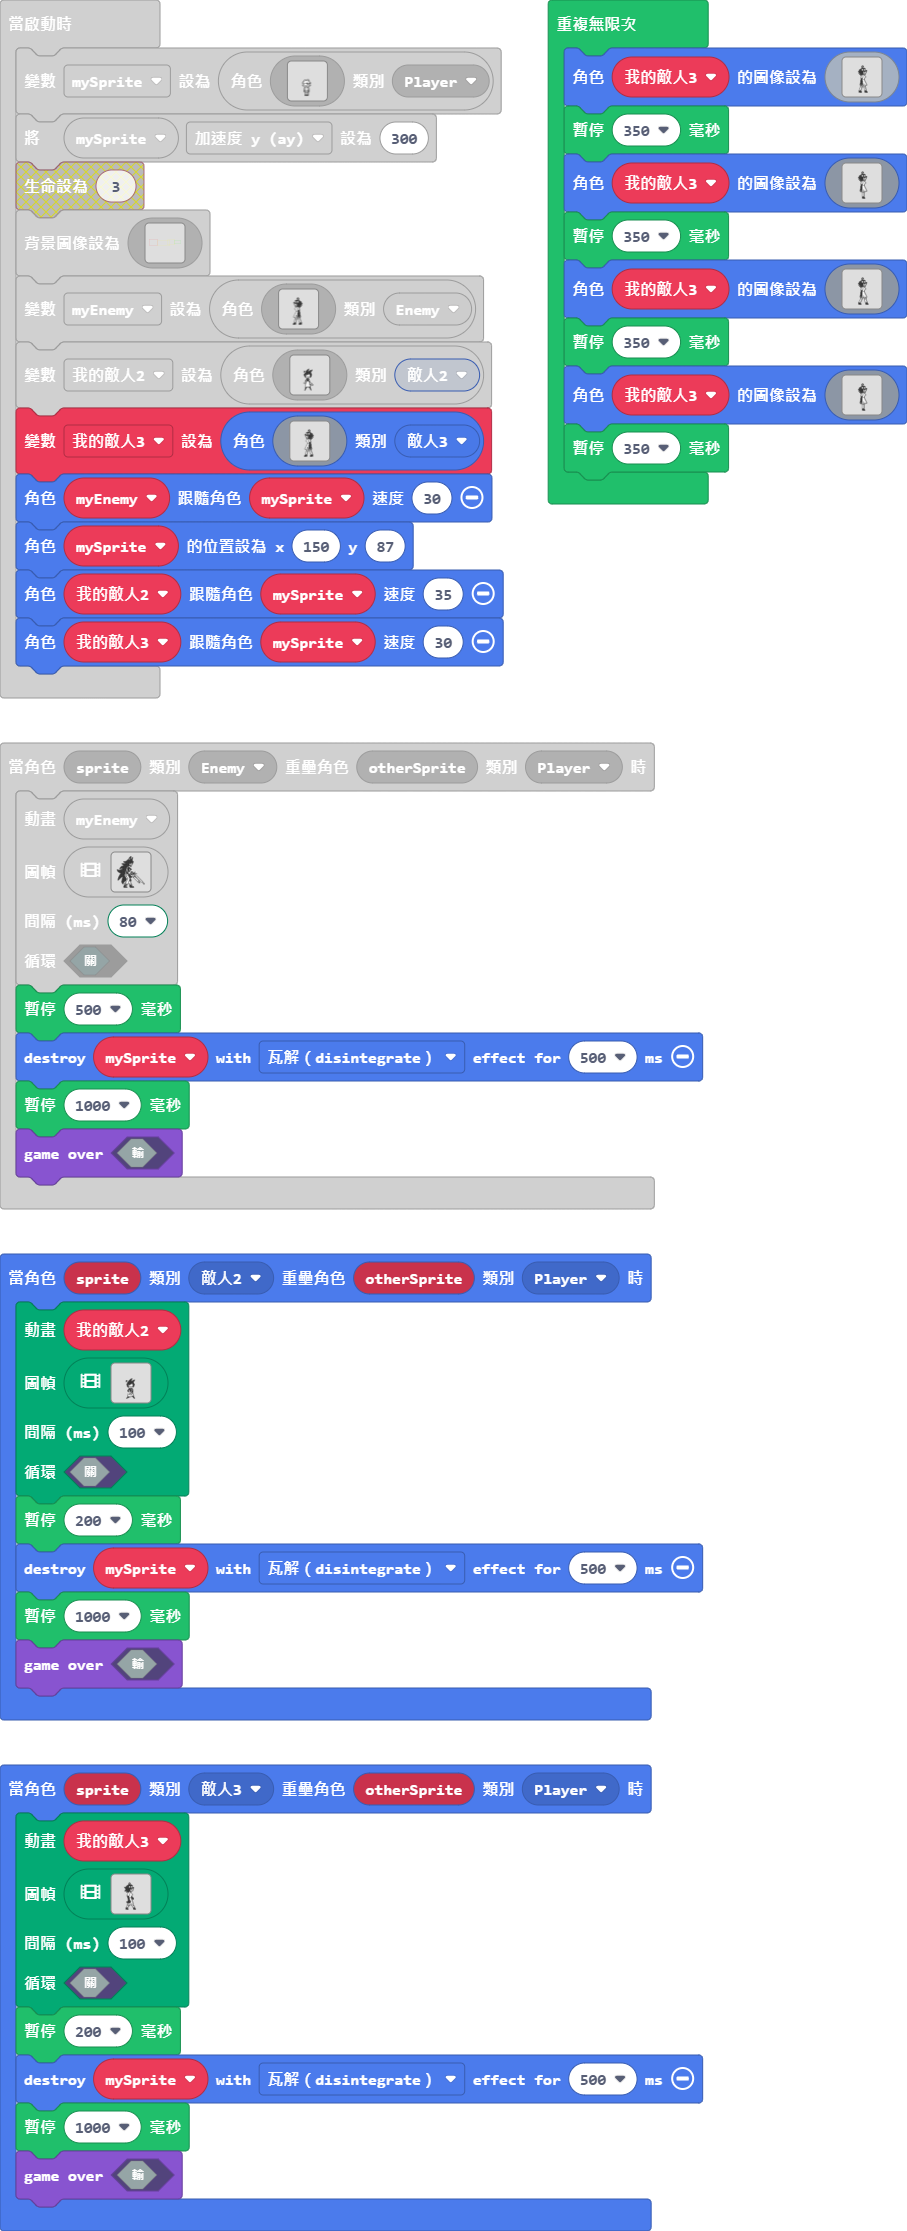 當啟動時
變數 mySprite 設為 角色 類別 Player
將 mySprite 加速度 y (ay) 設為 300
生命設為 3
背景圖像設為
變數 myEnemy 設為 角色 類別 Enemy
變數 我的敵人2 設為 角色 類別 敵人2
變數 我的敵人3 設為 角色 類別 敵人3
角色 myEnemy 跟隨角色 mySprite 速度 30
角色 mySprite 的位置設為 x 150 y 87
角色 我的敵人2 跟隨角色 mySprite 速度 35
角色 我的敵人3 跟隨角色 mySprite 速度 30
重複無限次
角色 我的敵人3 的圖像設為
暫停 350 毫秒
角色 我的敵人3 的圖像設為
暫停 350 毫秒
角色 我的敵人3 的圖像設為
暫停 350 毫秒
角色 我的敵人3 的圖像設為
暫停 350 毫秒
當角色 sprite 類別 Enemy 重疊角色 otherSprite 類別 Player 時
動畫 myEnemy
圖幀
間隔 (ms) 80
循環 關
暫停 500 毫秒
destroy mySprite with 瓦解 (disintegrate) effect for 500 ms
暫停 1000 毫秒
game over 輸
當角色 sprite 類別 敵人2 重疊角色 otherSprite 類別 Player 時
動畫 我的敵人2
圖幀
間隔 (ms) 100
循環 關
暫停 200 毫秒
destroy mySprite with 瓦解 (disintegrate) effect for 500 ms
暫停 1000 毫秒
game over 輸
當角色 sprite 類別 敵人3 重疊角色 otherSprite 類別 Player 時
動畫 我的敵人3
圖幀
間隔 (ms) 100
循環 關
暫停 200 毫秒
destroy mySprite with 瓦解 (disintegrate) effect for 500 ms
暫停 1000 毫秒
game over 輸